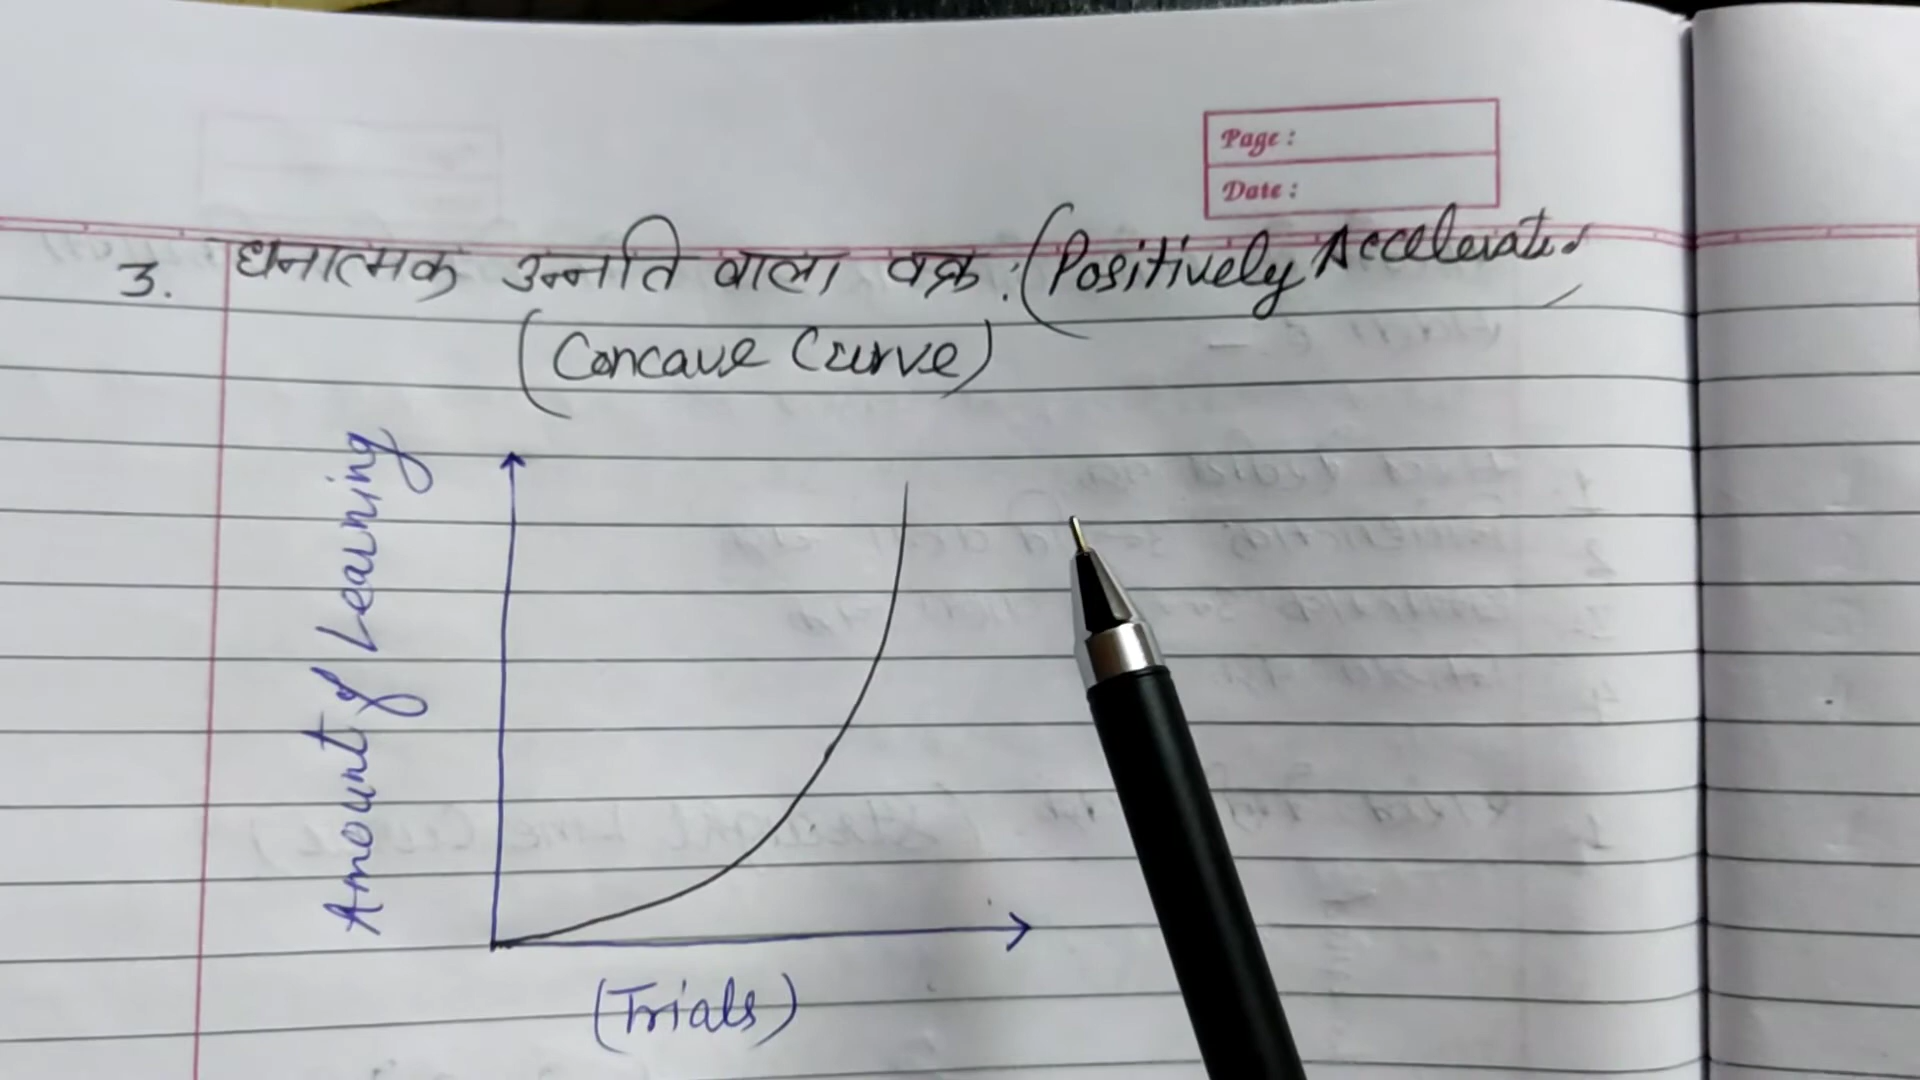 Page :
Date :
3. धनात्मक उन्नति वाला वक्र : (Positively Accelerated
(Concave Curve)
Amount of Learning
(Trials)